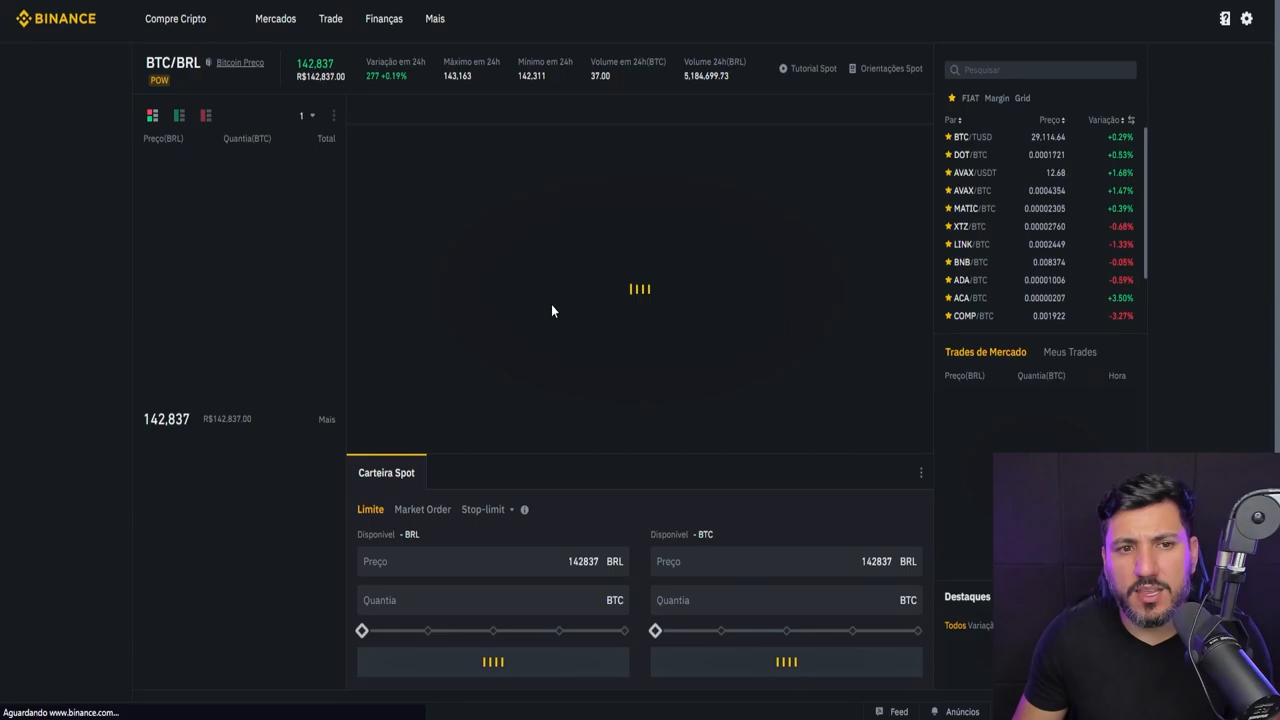 BINANCE
Compre Cripto Mercados Trade Finanças Mais
BTC/BRL Bitcoin Preço
POW
142,837
R$142,837.00
Variação em 24h
277 +0.19%
Máximo em 24h
143,163
Mínimo em 24h
142,311
Volume em 24h(BTC)
37.00
Volume 24h(BRL)
5,184,699.73
Tutorial Spot Orientações Spot
1
Preço(BRL) Quantia(BTC) Total
142,837 R$142,837.00 Mais
Carteira Spot
Limite Market Order Stop-limit
Disponível - BRL
Preço 142837 BRL
Quantia BTC
Disponível - BTC
Preço 142837 BRL
Quantia BTC
Pesquisar
FIAT Margin Grid
Par Preço Variação
BTC/TUSD 29,114.64 +0.29%
DOT/BTC 0.0001721 +0.53%
AVAX/USDT 12.68 +1.68%
AVAX/BTC 0.0004354 +1.47%
MATIC/BTC 0.00002305 +0.39%
XTZ/BTC 0.00002760 -0.68%
LINK/BTC 0.0002449 -1.33%
BNB/BTC 0.008374 -0.05%
ADA/BTC 0.00001006 -0.59%
ACA/BTC 0.00000207 +3.50%
COMP/BTC 0.001922 -3.27%
Trades de Mercado Meus Trades
Preço(BRL) Quantia(BTC) Hora
Destaques
Todos Variaçã
Aguardando www.binance.com...
Feed Anúncios